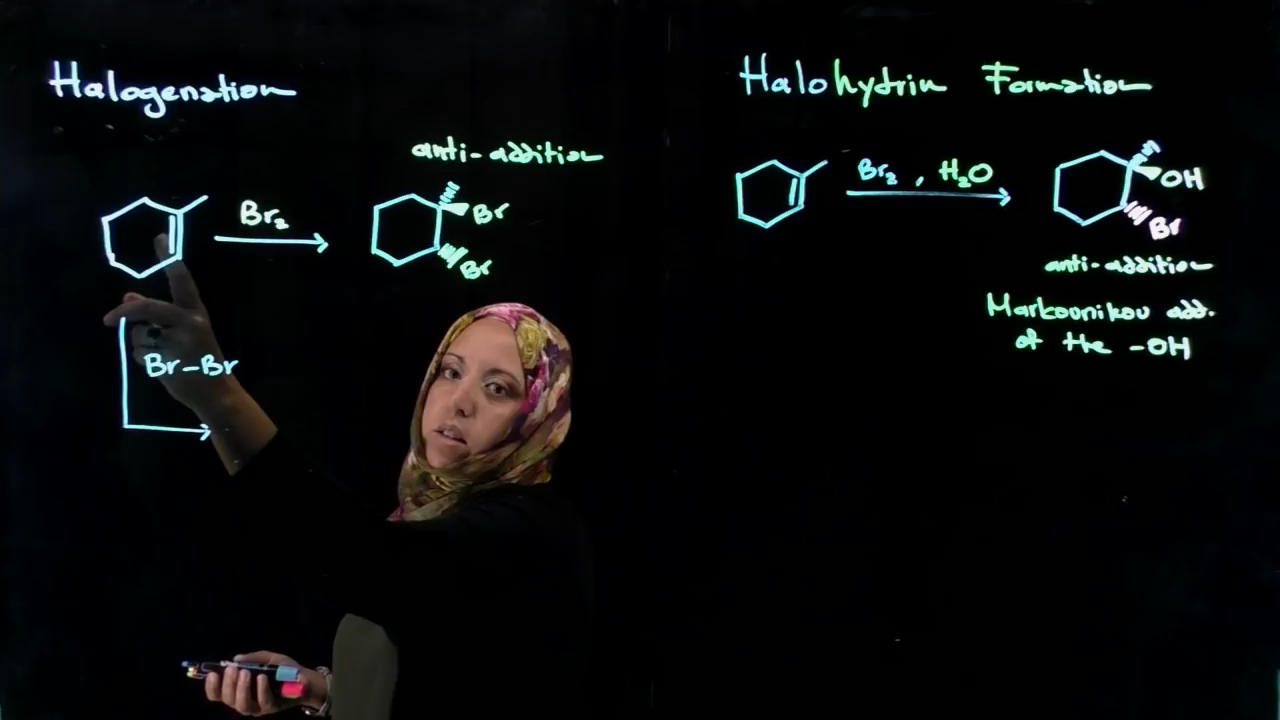 Halogenation
anti-addition
Br₂
Br
Br
Br-Br
Halohydrin Formation
Br₂, H₂O
OH
Br
anti-addition
Markovnikov add.
of the -OH